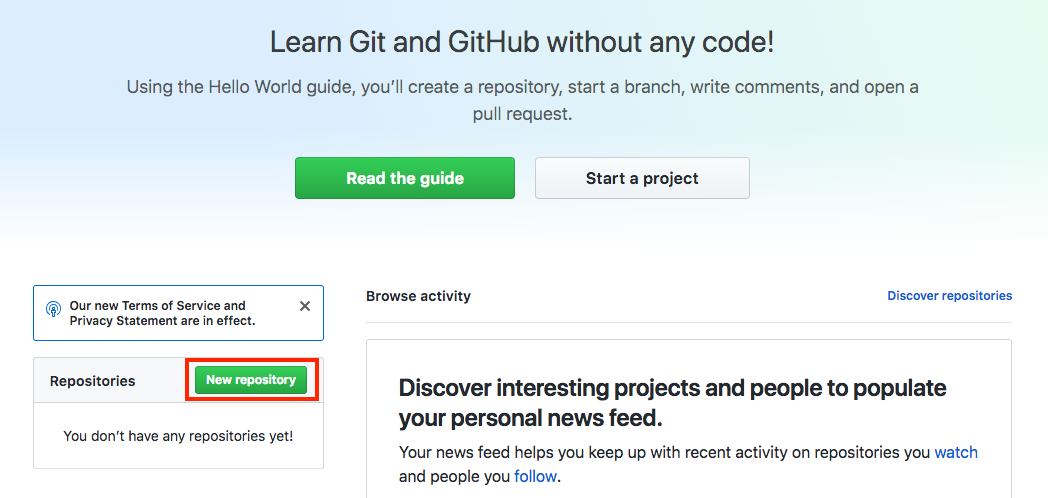 Learn Git and GitHub without any code!
Using the Hello World guide, you’ll create a repository, start a branch, write comments, and open a
pull request.
Read the guide
Start a project
Our new Terms of Service and
Privacy Statement are in effect.
Repositories
New repository
You don’t have any repositories yet!
Browse activity
Discover repositories
Discover interesting projects and people to populate
your personal news feed.
Your news feed helps you keep up with recent activity on repositories you watch
and people you follow.